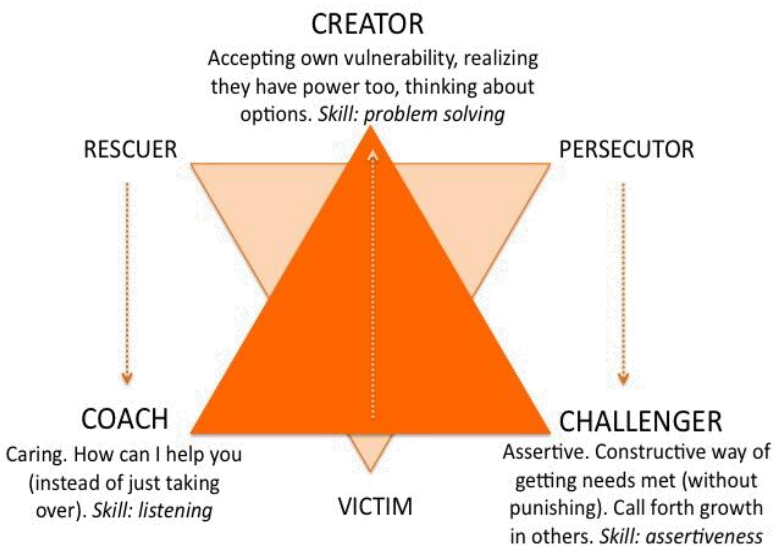 CREATOR
Accepting own vulnerability, realizing
they have power too, thinking about
options. Skill: problem solving
RESCUER
PERSECUTOR
COACH
Caring. How can I help you
(instead of just taking
over). Skill: listening
CHALLENGER
Assertive. Constructive way of
getting needs met (without
punishing). Call forth growth
in others. Skill: assertiveness
VICTIM